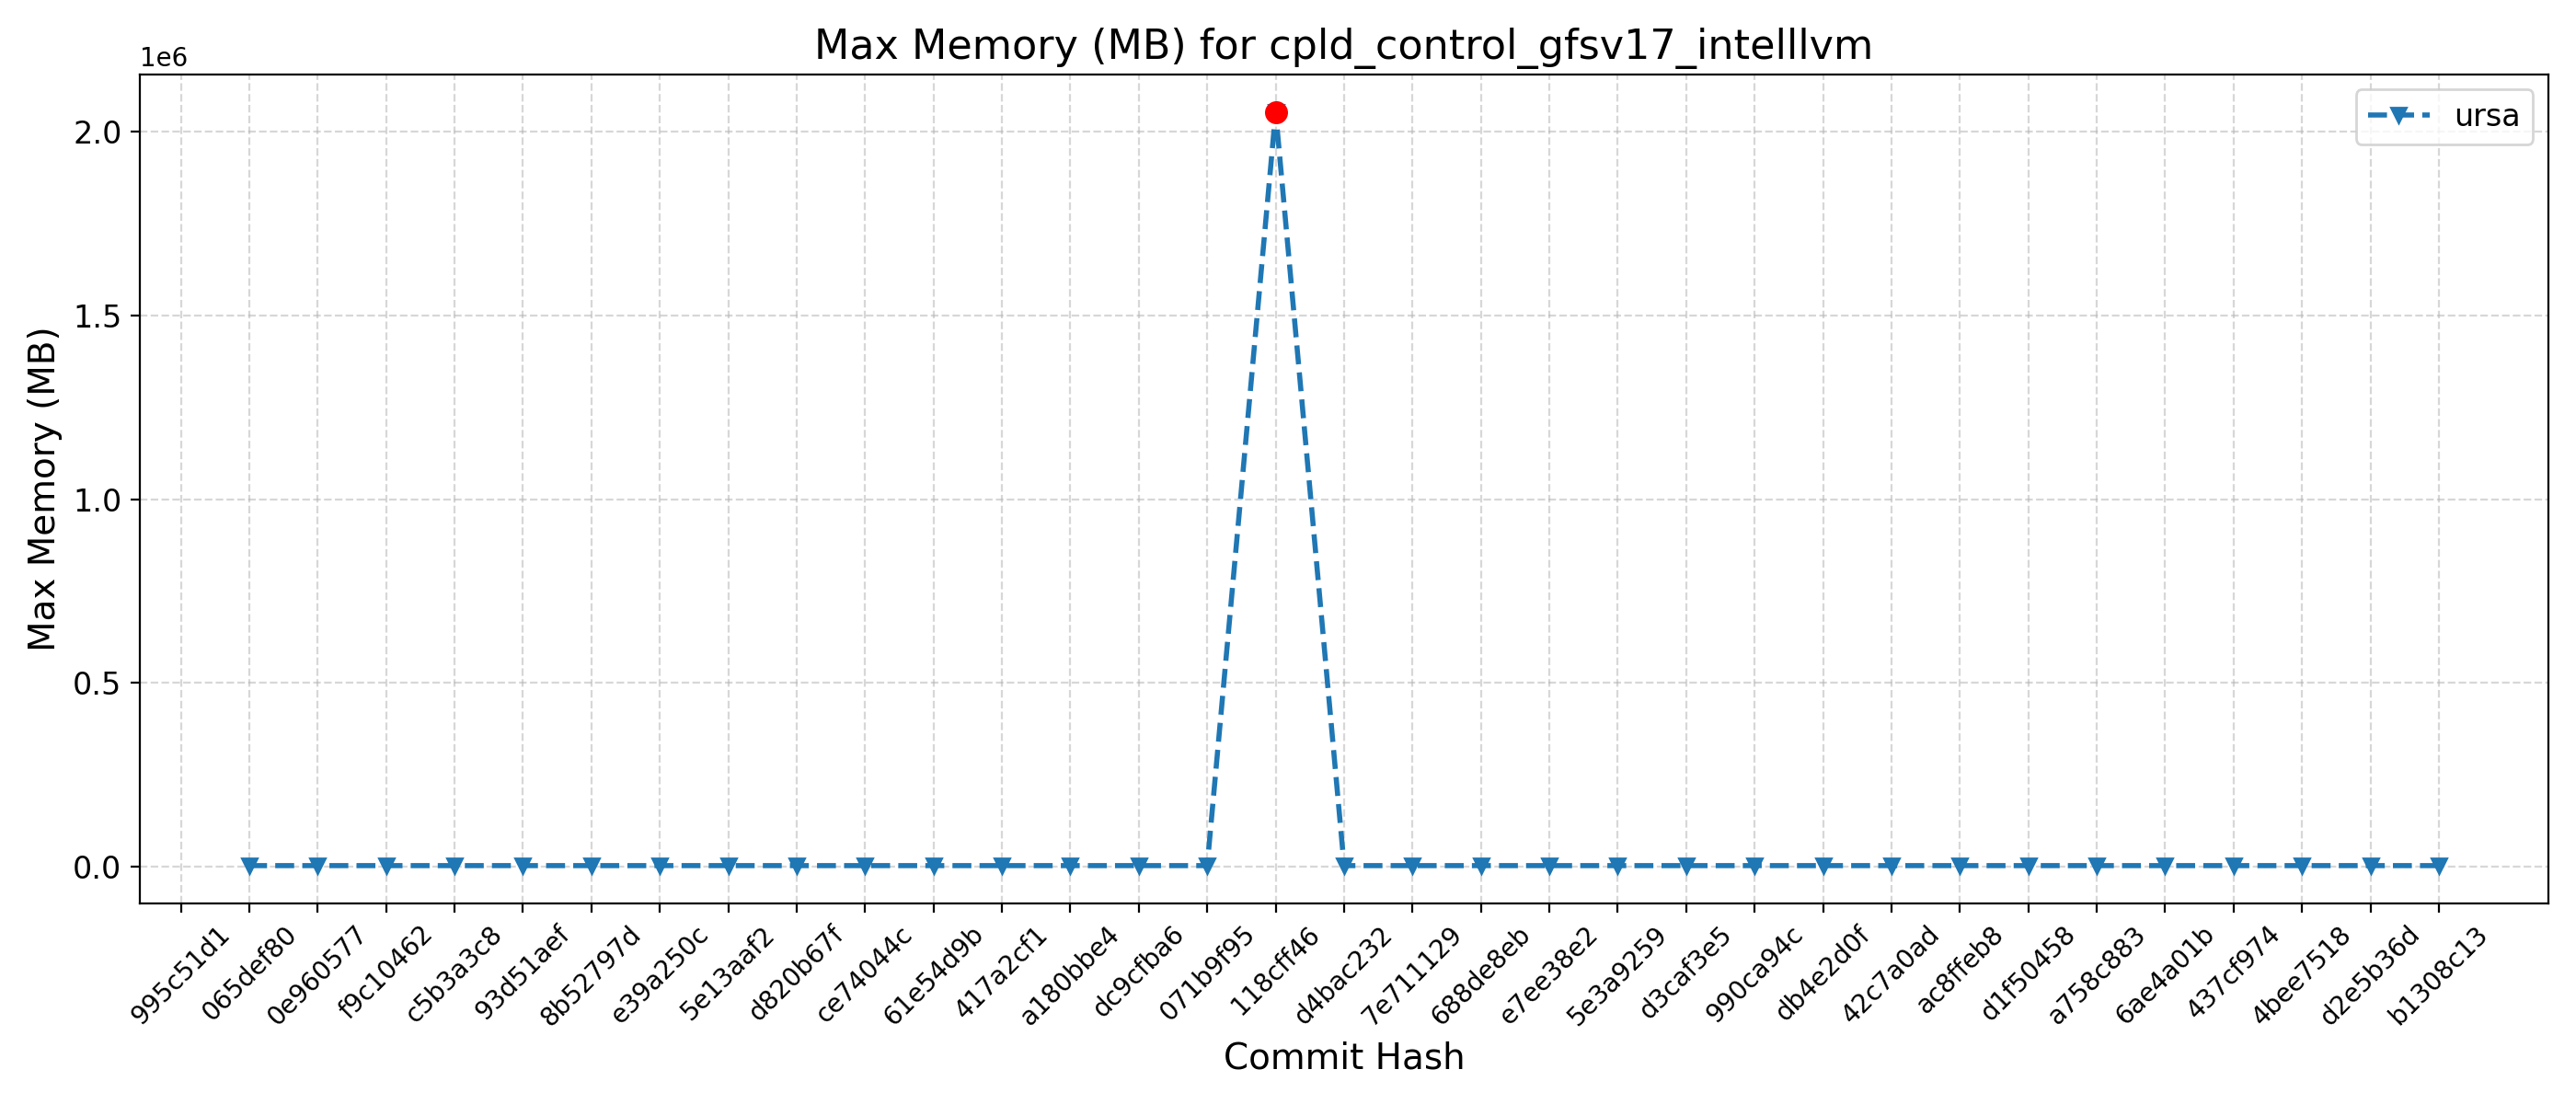 Max Memory (MB) for cpld_control_gfsv17_intelllvm
1e6
2.0
1.5
1.0
0.5
0.0
Max Memory (MB)
ursa
995c51d1
065def80
0e960577
f9c10462
c5b3a3c8
93d51aef
8b52797d
e39a250c
5e13aaf2
d820b67f
ce74044c
61e54d9b
417a2cf1
a180bbe4
dc9cfba6
071b9f95
118cff46
d4bac232
7e711129
688de8eb
e7ee38e2
5e3a9259
d3caf3e5
990ca94c
db4e2d0f
42c7a0ad
ac8ffeb8
d1f50458
a758c883
6ae4a01b
437cf974
4bee7518
d2e5b36d
b1308c13
Commit Hash